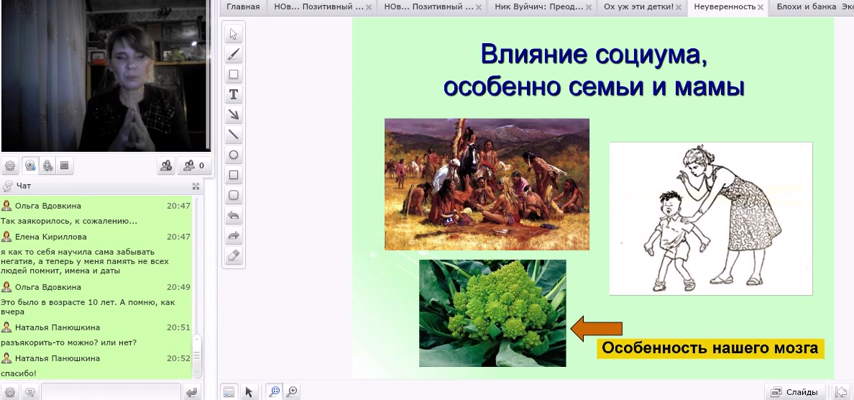 Главная
НОв... Позитивный ...
НОв... Позитивный ...
Ник Вуйчич: Преод...
Ох уж эти детки!
Неуверенность
Блохи и банка
Экс
0
Чат
Ольга Вдовкина 20:47
Так заякорилось, к сожалению...
Елена Кириллова 20:47
я как то себя научила сама забывать
негатив, а теперь у меня память не всех
людей помнит, имена и даты
Ольга Вдовкина 20:49
Это было в возрасте 10 лет. А помню, как
вчера
Наталья Панюшкина 20:51
разъякорить-то можно? или нет?
Наталья Панюшкина 20:52
спасибо!
T
Влияние социума,
особенно семьи и мамы
Особенность нашего мозга
Слайды